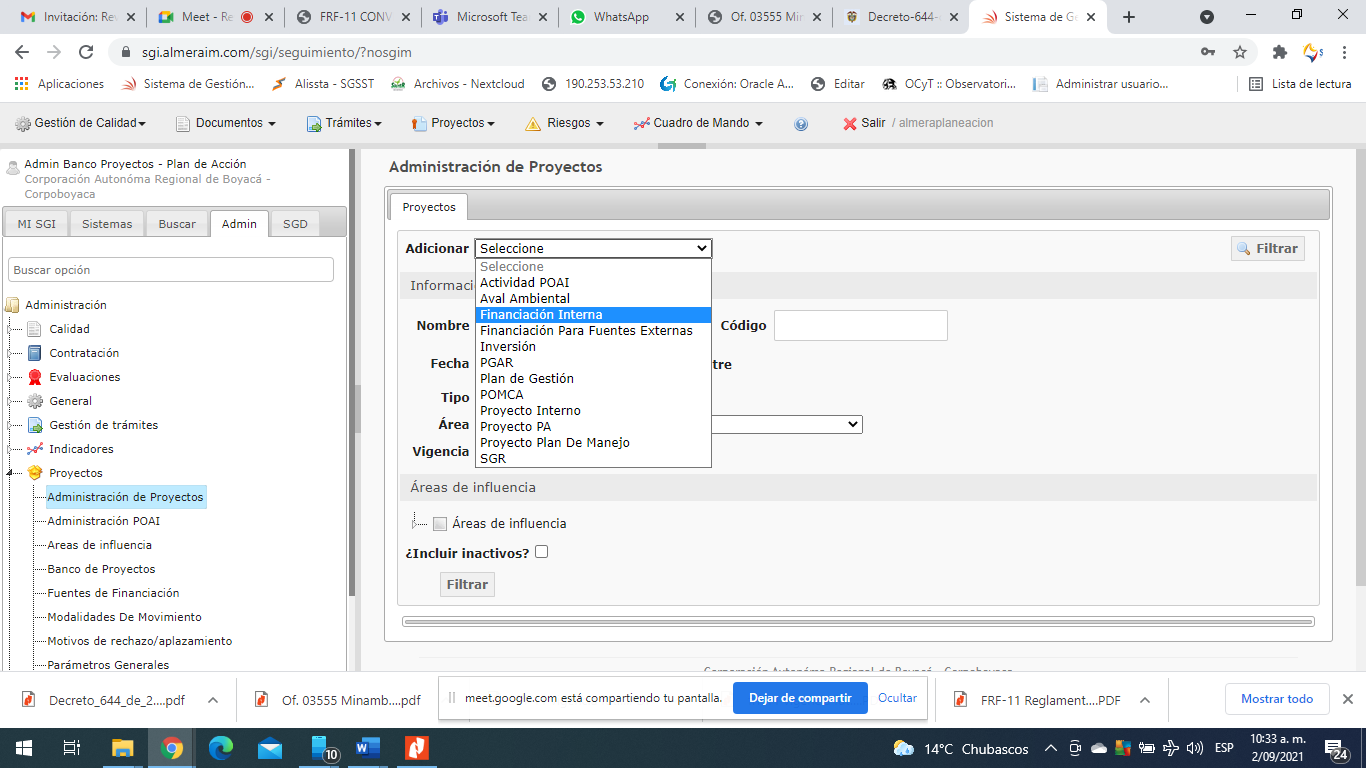 Invitación: Rev
Meet - Re
FRF-11 CONV
Microsoft Tea
WhatsApp
Of. 03555 Min
Decreto-644-
Sistema de Ge
sgi.almeraim.com/sgi/seguimiento/?nosgim
Aplicaciones
Sistema de Gestión...
Alissta - SGSST
Archivos - Nextcloud
190.253.53.210
Conexión: Oracle A...
Editar
OCyT :: Observatori...
Administrar usuario...
Lista de lectura
Gestión de Calidad
Documentos
Trámites
Proyectos
Riesgos
Cuadro de Mando
Salir / almeraplaneacion
Admin Banco Proyectos - Plan de Acción
Corporación Autonóma Regional de Boyacá -
Corpoboyaca
MI SGI
Sistemas
Buscar
Admin
SGD
Buscar opción
Administración
Calidad
Contratación
Evaluaciones
General
Gestión de trámites
Indicadores
Proyectos
Administración de Proyectos
Administración POAI
Areas de influencia
Banco de Proyectos
Fuentes de Financiación
Modalidades De Movimiento
Motivos de rechazo/aplazamiento
Parámetros Generales
Administración de Proyectos
Proyectos
Adicionar
Seleccione
Filtrar
Seleccione
Actividad POAI
Aval Ambiental
Financiación Interna
Financiación Para Fuentes Externas
Inversión
PGAR
Plan de Gestión
POMCA
Proyecto Interno
Proyecto PA
Proyecto Plan De Manejo
SGR
Informaci
Nombre
Código
Fecha
tre
Tipo
Área
Vigencia
Áreas de influencia
Áreas de influencia
¿Incluir inactivos?
Filtrar
Corporación Autonóma Regional de Boyacá - Corpoboyaca
Decreto_644_de_2....pdf
Of. 03555 Minamb....pdf
meet.google.com está compartiendo tu pantalla.
Dejar de compartir
Ocultar
FRF-11 Reglament....PDF
Mostrar todo
10
14°C Chubascos
ESP
10:33 a. m.
2/09/2021
24